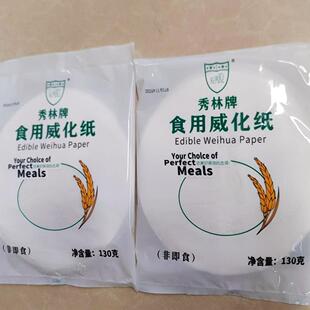 秀林牌
食用威化纸
Edible Weihua Paper
Your Choice of
Perfect
Meals
(非即食)
净含量: 130克
秀林牌
食用威化纸
Edible Weihua Paper
Your Choice of
Perfect
Meals
(非即食)
净含量: 130克